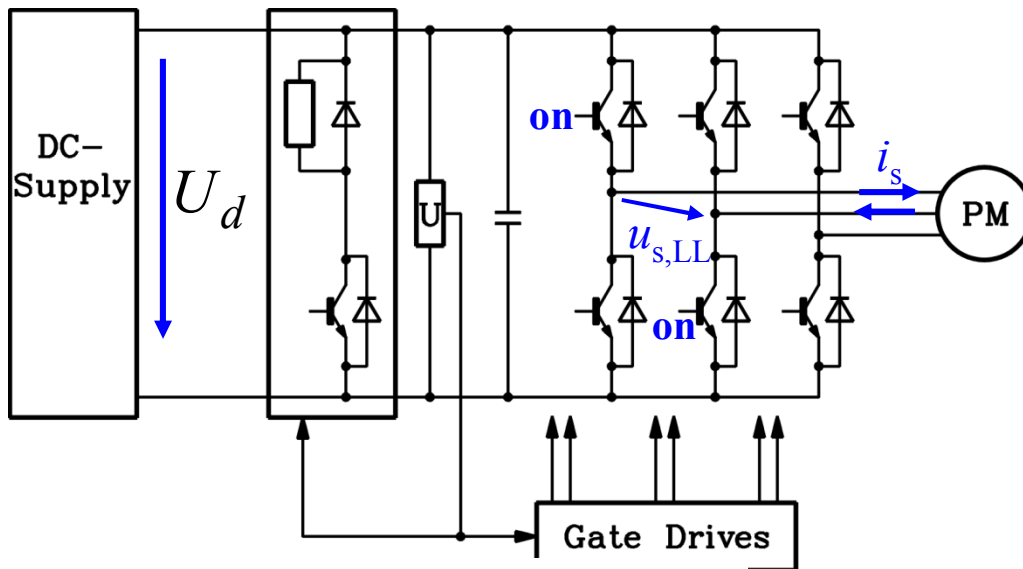 DC-
Supply
U_d
U
on
on
u_s,LL
i_s
PM
Gate Drives